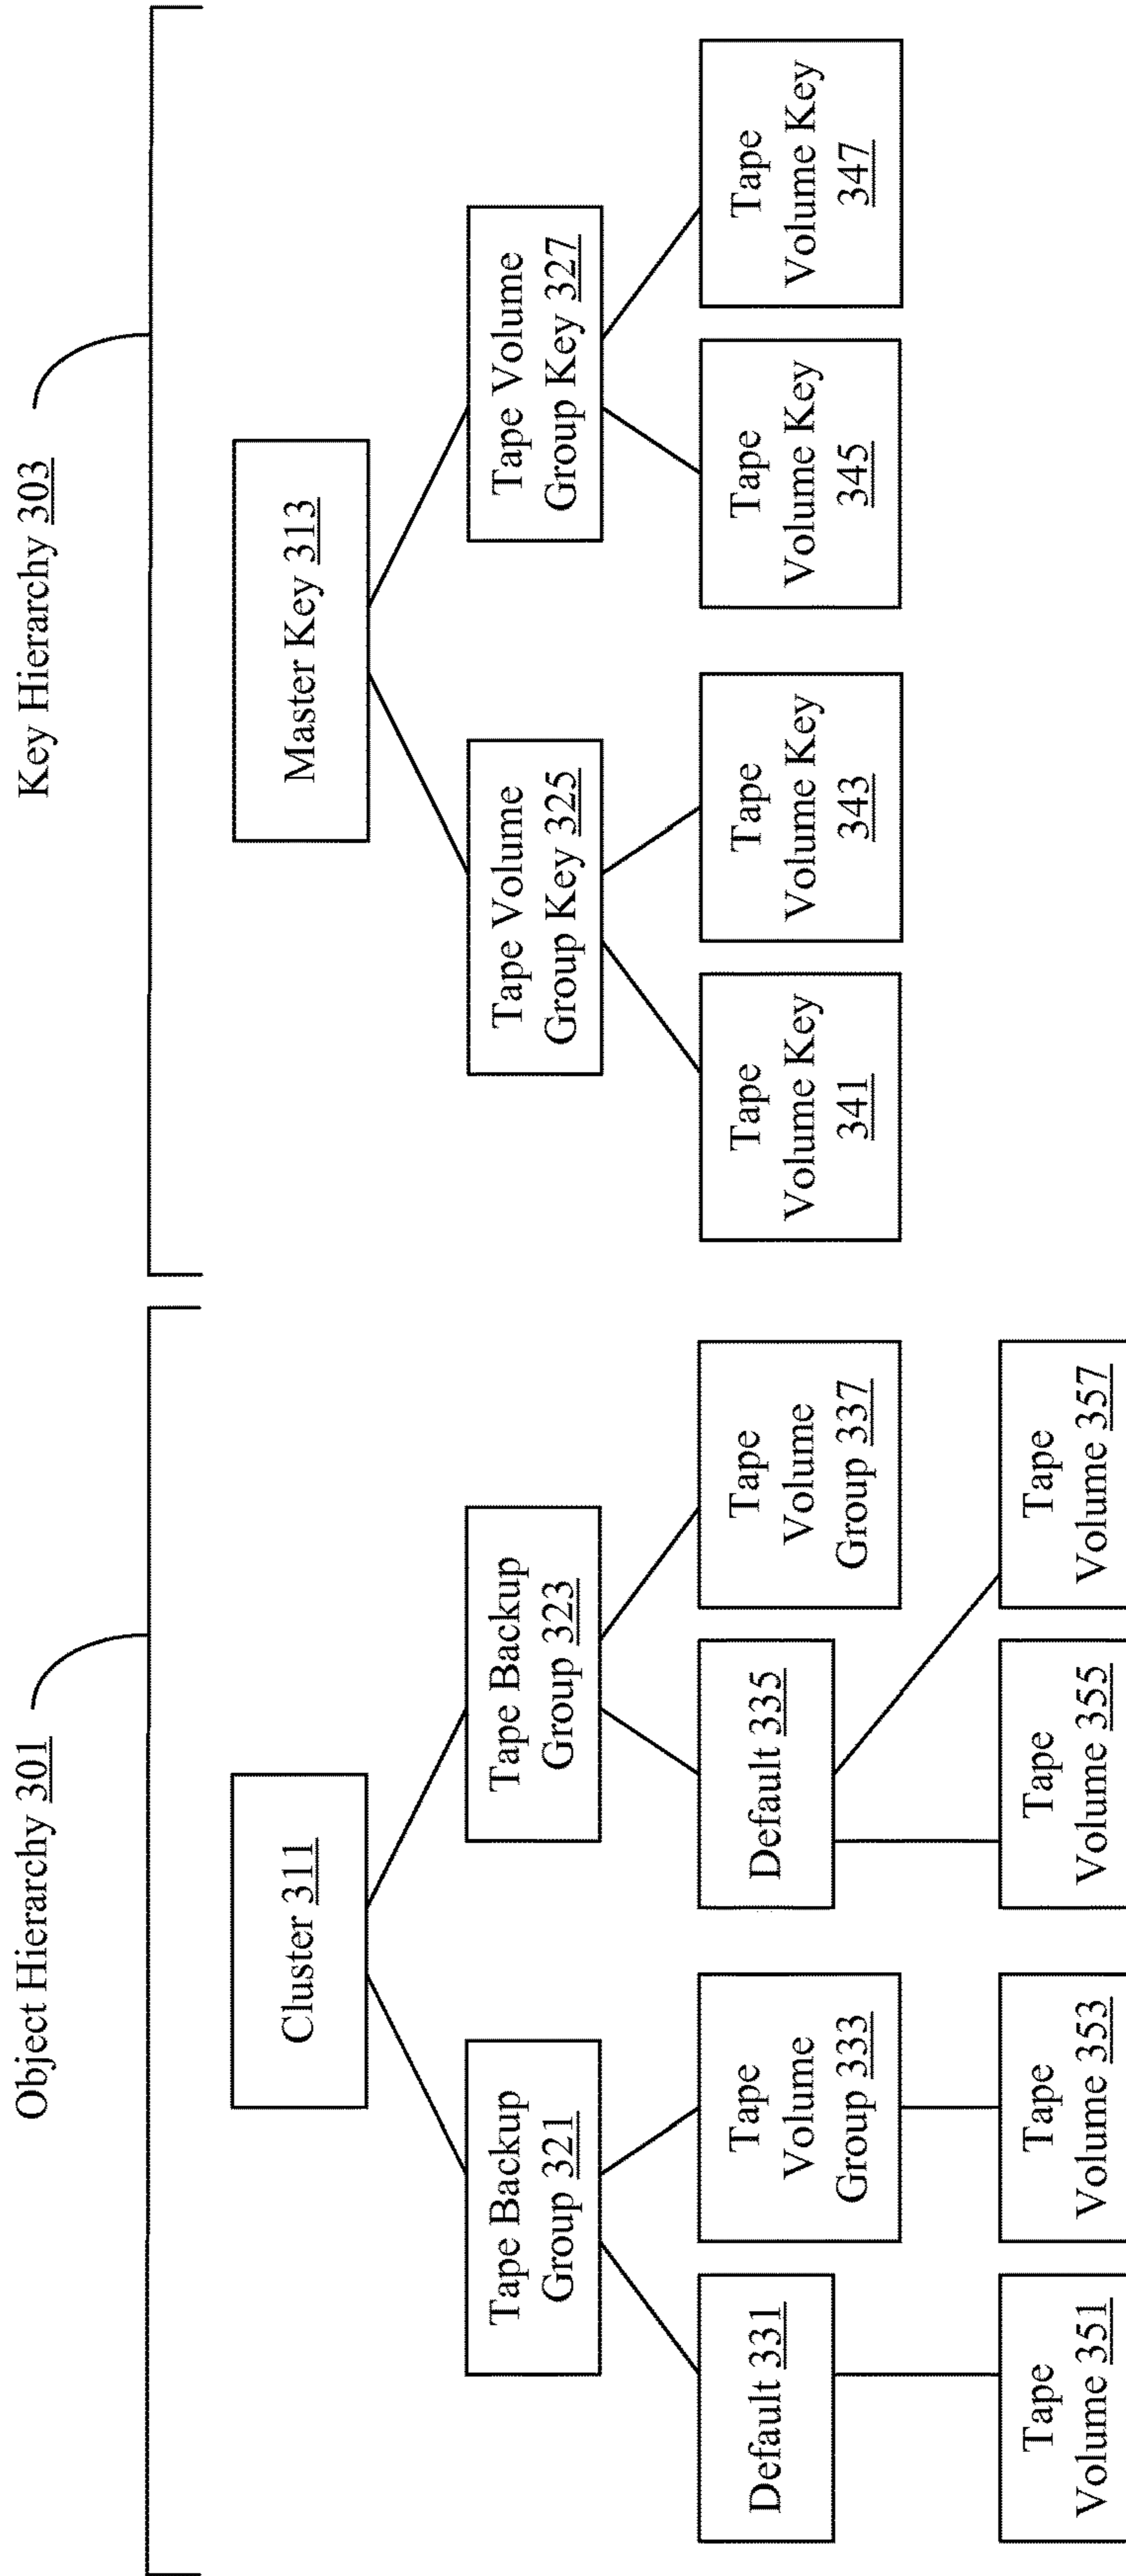 Object Hierarchy 301
Cluster 311
Tape Backup
Group 321
Tape Backup
Group 323
Default 331
Tape
Volume
Group 333
Default 335
Tape
Volume
Group 337
Tape
Volume 351
Tape
Volume 353
Tape
Volume 355
Tape
Volume 357
Key Hierarchy 303
Master Key 313
Tape Volume
Group Key 325
Tape Volume
Group Key 327
Tape
Volume Key
341
Tape
Volume Key
343
Tape
Volume Key
345
Tape
Volume Key
347